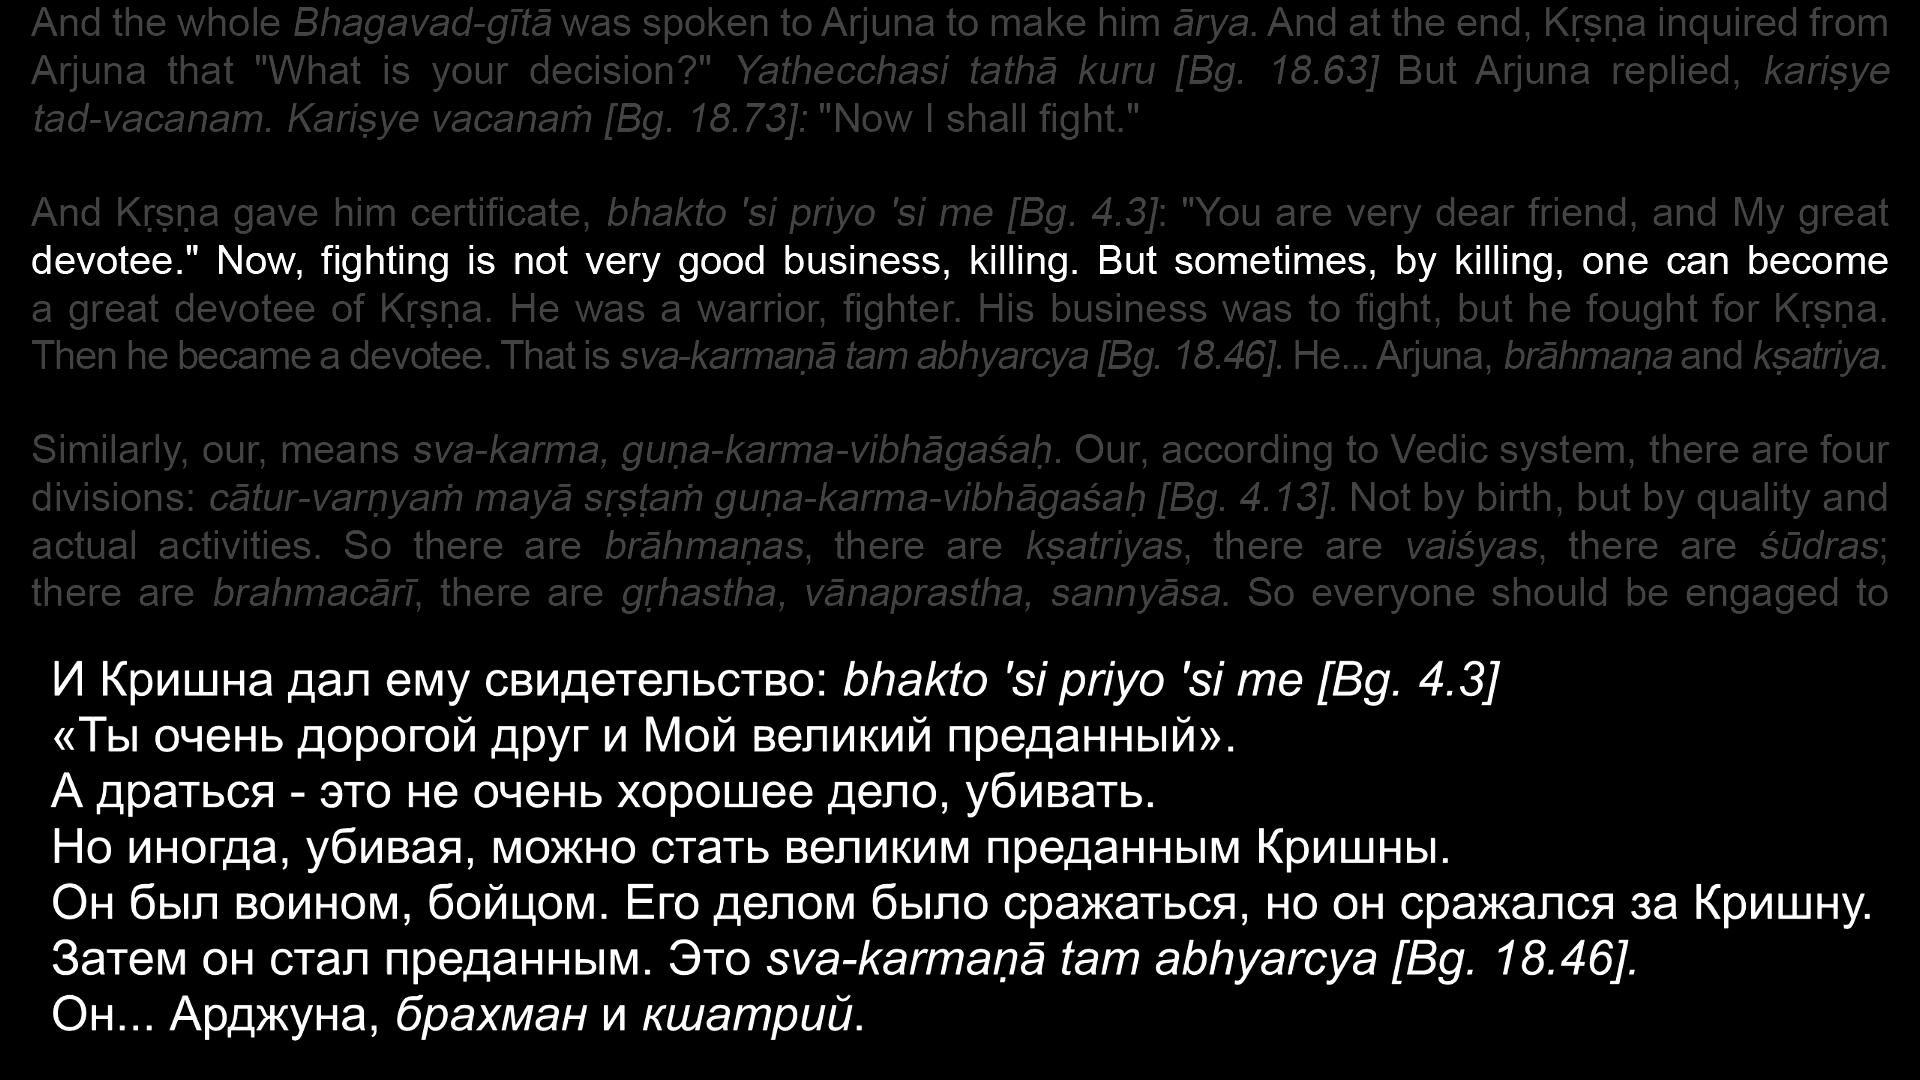 And the whole Bhagavad-gītā was spoken to Arjuna to make him ārya. And at the end, Kṛṣṇa inquired from
Arjuna that "What is your decision?" Yathecchasi tathā kuru [Bg. 18.63] But Arjuna replied, kariṣye
tad-vacanam. Kariṣye vacanaṁ [Bg. 18.73]: "Now I shall fight."
And Kṛṣṇa gave him certificate, bhakto 'si priyo 'si me [Bg. 4.3]: "You are very dear friend, and My great
devotee." Now, fighting is not very good business, killing. But sometimes, by killing, one can become
a great devotee of Kṛṣṇa. He was a warrior, fighter. His business was to fight, but he fought for Kṛṣṇa.
Then he became a devotee. That is sva-karmaṇā tam abhyarcya [Bg. 18.46]. He... Arjuna, brāhmaṇa and kṣatriya.
Similarly, our, means sva-karma, guṇa-karma-vibhāgaśaḥ. Our, according to Vedic system, there are four
divisions: cātur-varṇyaṁ mayā sṛṣṭaṁ guṇa-karma-vibhāgaśaḥ [Bg. 4.13]. Not by birth, but by quality and
actual activities. So there are brāhmaṇas, there are kṣatriyas, there are vaiśyas, there are śūdras;
there are brahmacārī, there are gṛhastha, vānaprastha, sannyāsa. So everyone should be engaged to
И Кришна дал ему свидетельство: bhakto 'si priyo 'si me [Bg. 4.3]
«Ты очень дорогой друг и Мой великий преданный».
А драться - это не очень хорошее дело, убивать.
Но иногда, убивая, можно стать великим преданным Кришны.
Он был воином, бойцом. Его делом было сражаться, но он сражался за Кришну.
Затем он стал преданным. Это sva-karmaṇā tam abhyarcya [Bg. 18.46].
Он... Арджуна, брахман и кшатрий.